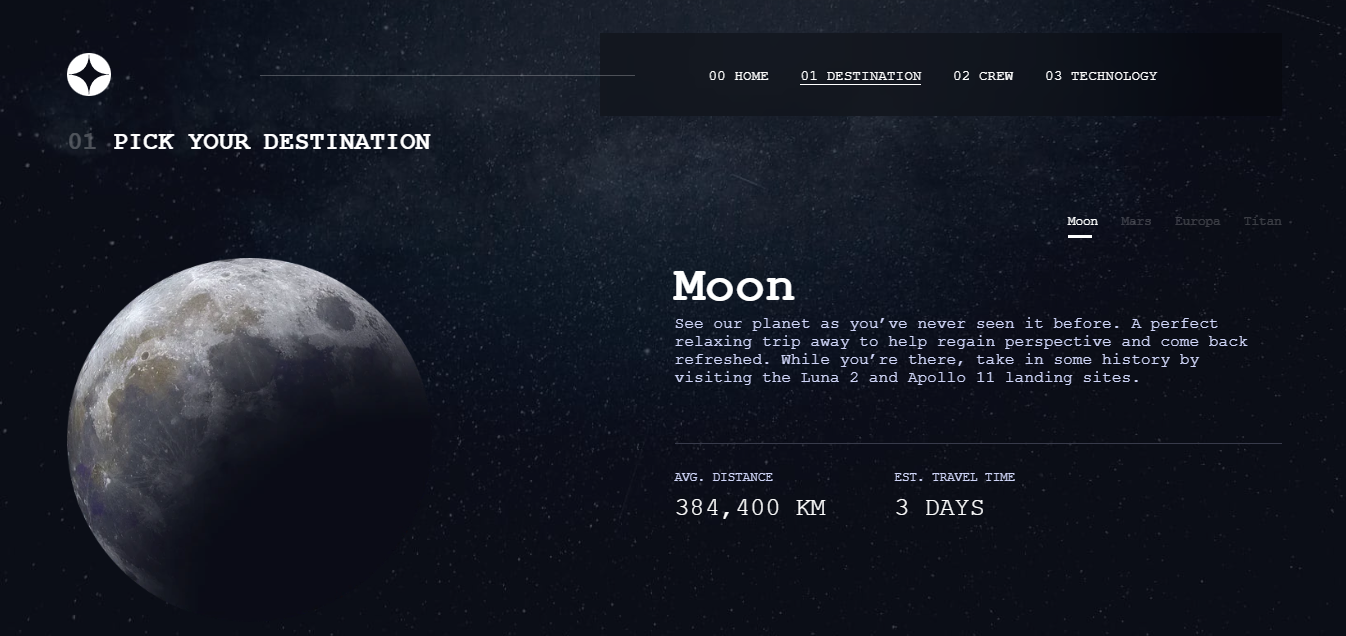 00 HOME 01 DESTINATION 02 CREW 03 TECHNOLOGY
01 PICK YOUR DESTINATION
Moon Mars Europa Titan
Moon
See our planet as you’ve never seen it before. A perfect
relaxing trip away to help regain perspective and come back
refreshed. While you’re there, take in some history by
visiting the Luna 2 and Apollo 11 landing sites.
AVG. DISTANCE EST. TRAVEL TIME
384,400 KM 3 DAYS